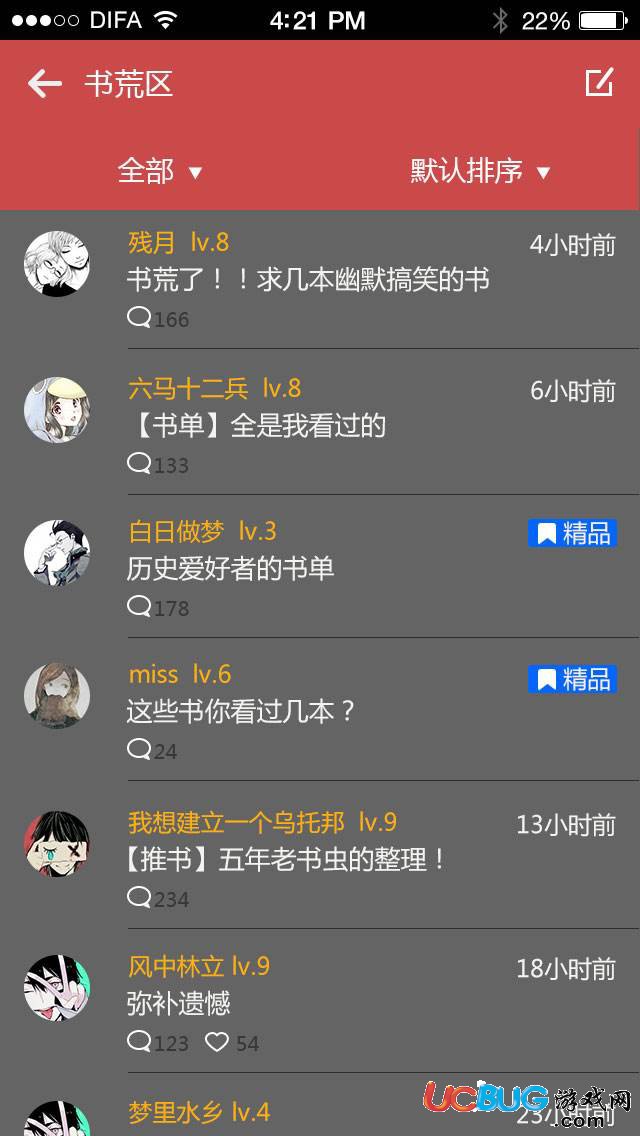 DIFA 4:21 PM 22%
书荒区
全部 ▼ 默认排序 ▼
残月 lv.8 4小时前
书荒了！！求几本幽默搞笑的书
166
六马十二兵 lv.8 6小时前
【书单】全是我看过的
133
白日做梦 lv.3 精品
历史爱好者的书单
178
miss lv.6 精品
这些书你看过几本？
24
我想建立一个乌托邦 lv.9 13小时前
【推书】五年老书虫的整理！
234
风中林立 lv.9 18小时前
弥补遗憾
123 54
梦里水乡 lv.4 23小时前
UCBUG游戏网
.com